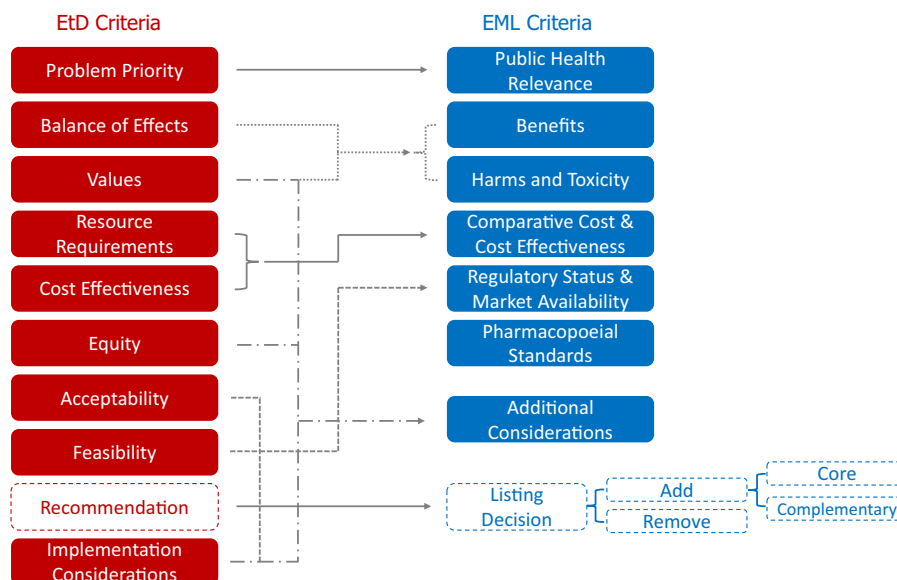 EtD Criteria
EML Criteria
Problem Priority
Public Health
Relevance
Balance of Effects
Benefits
Values
Harms and Toxicity
Resource
Requirements
Comparative Cost &
Cost Effectiveness
Cost Effectiveness
Regulatory Status &
Market Availability
Equity
Pharmacopoeial
Standards
Acceptability
Additional
Considerations
Feasibility
Recommendation
Listing
Decision
Add
Remove
Core
Complementary
Implementation
Considerations